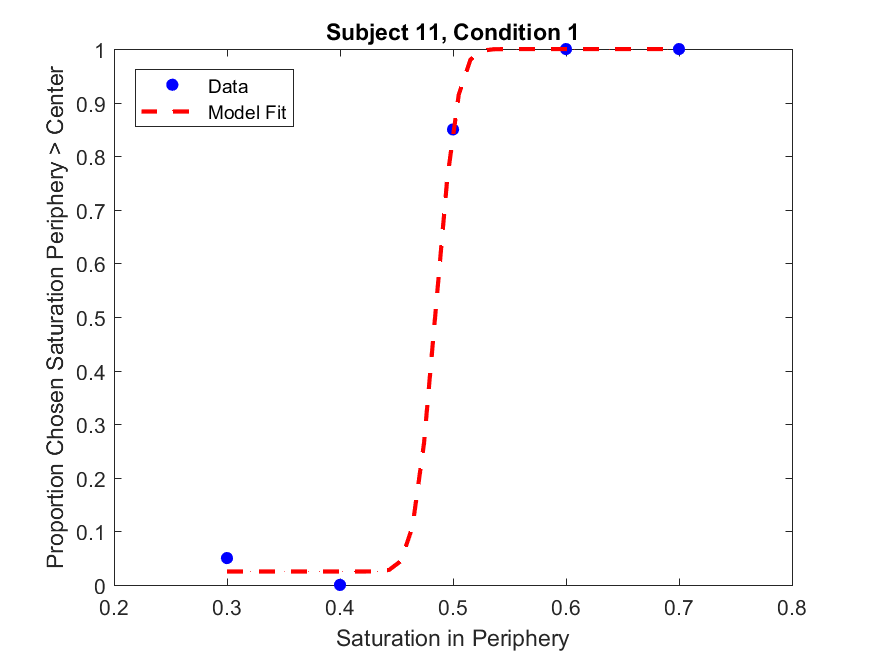 Subject 11, Condition 1
Data
Model Fit
Proportion Chosen Saturation Periphery > Center
1
0.9
0.8
0.7
0.6
0.5
0.4
0.3
0.2
0.1
0
0.2 0.3 0.4 0.5 0.6 0.7 0.8
Saturation in Periphery